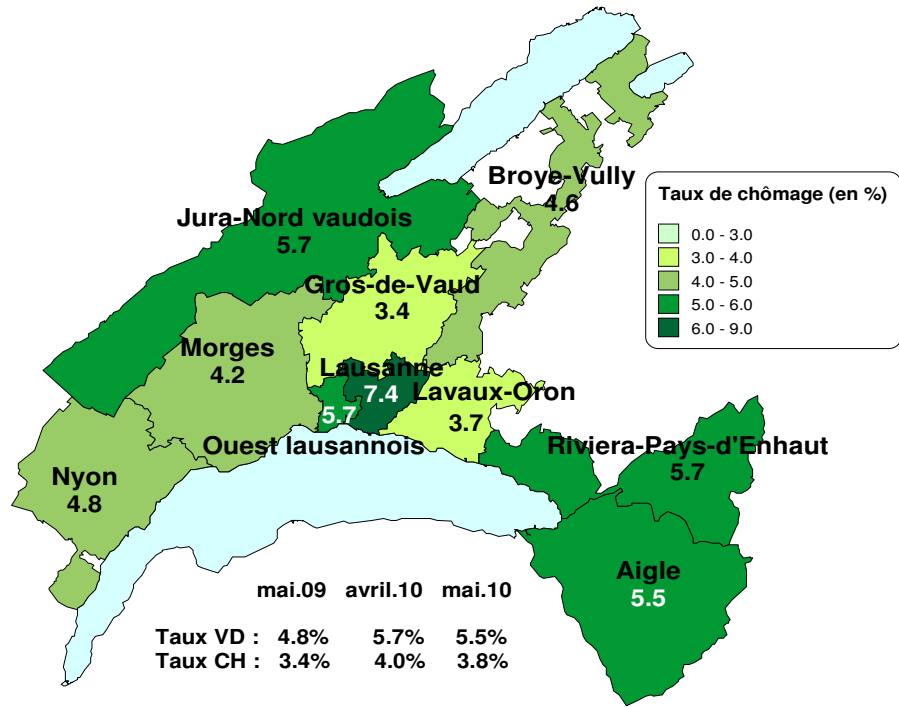 Broye-Vully
4.6
Taux de chômage (en %)
0.0 - 3.0
3.0 - 4.0
4.0 - 5.0
5.0 - 6.0
6.0 - 9.0
Jura-Nord vaudois
5.7
Gros-de-Vaud
3.4
Morges
4.2
Lausanne
7.4
Lavaux-Oron
3.7
5.7
Ouest lausannois
Riviera-Pays-d'Enhaut
5.7
Nyon
4.8
Aigle
5.5
mai.09 avril.10 mai.10
Taux VD : 4.8% 5.7% 5.5%
Taux CH : 3.4% 4.0% 3.8%